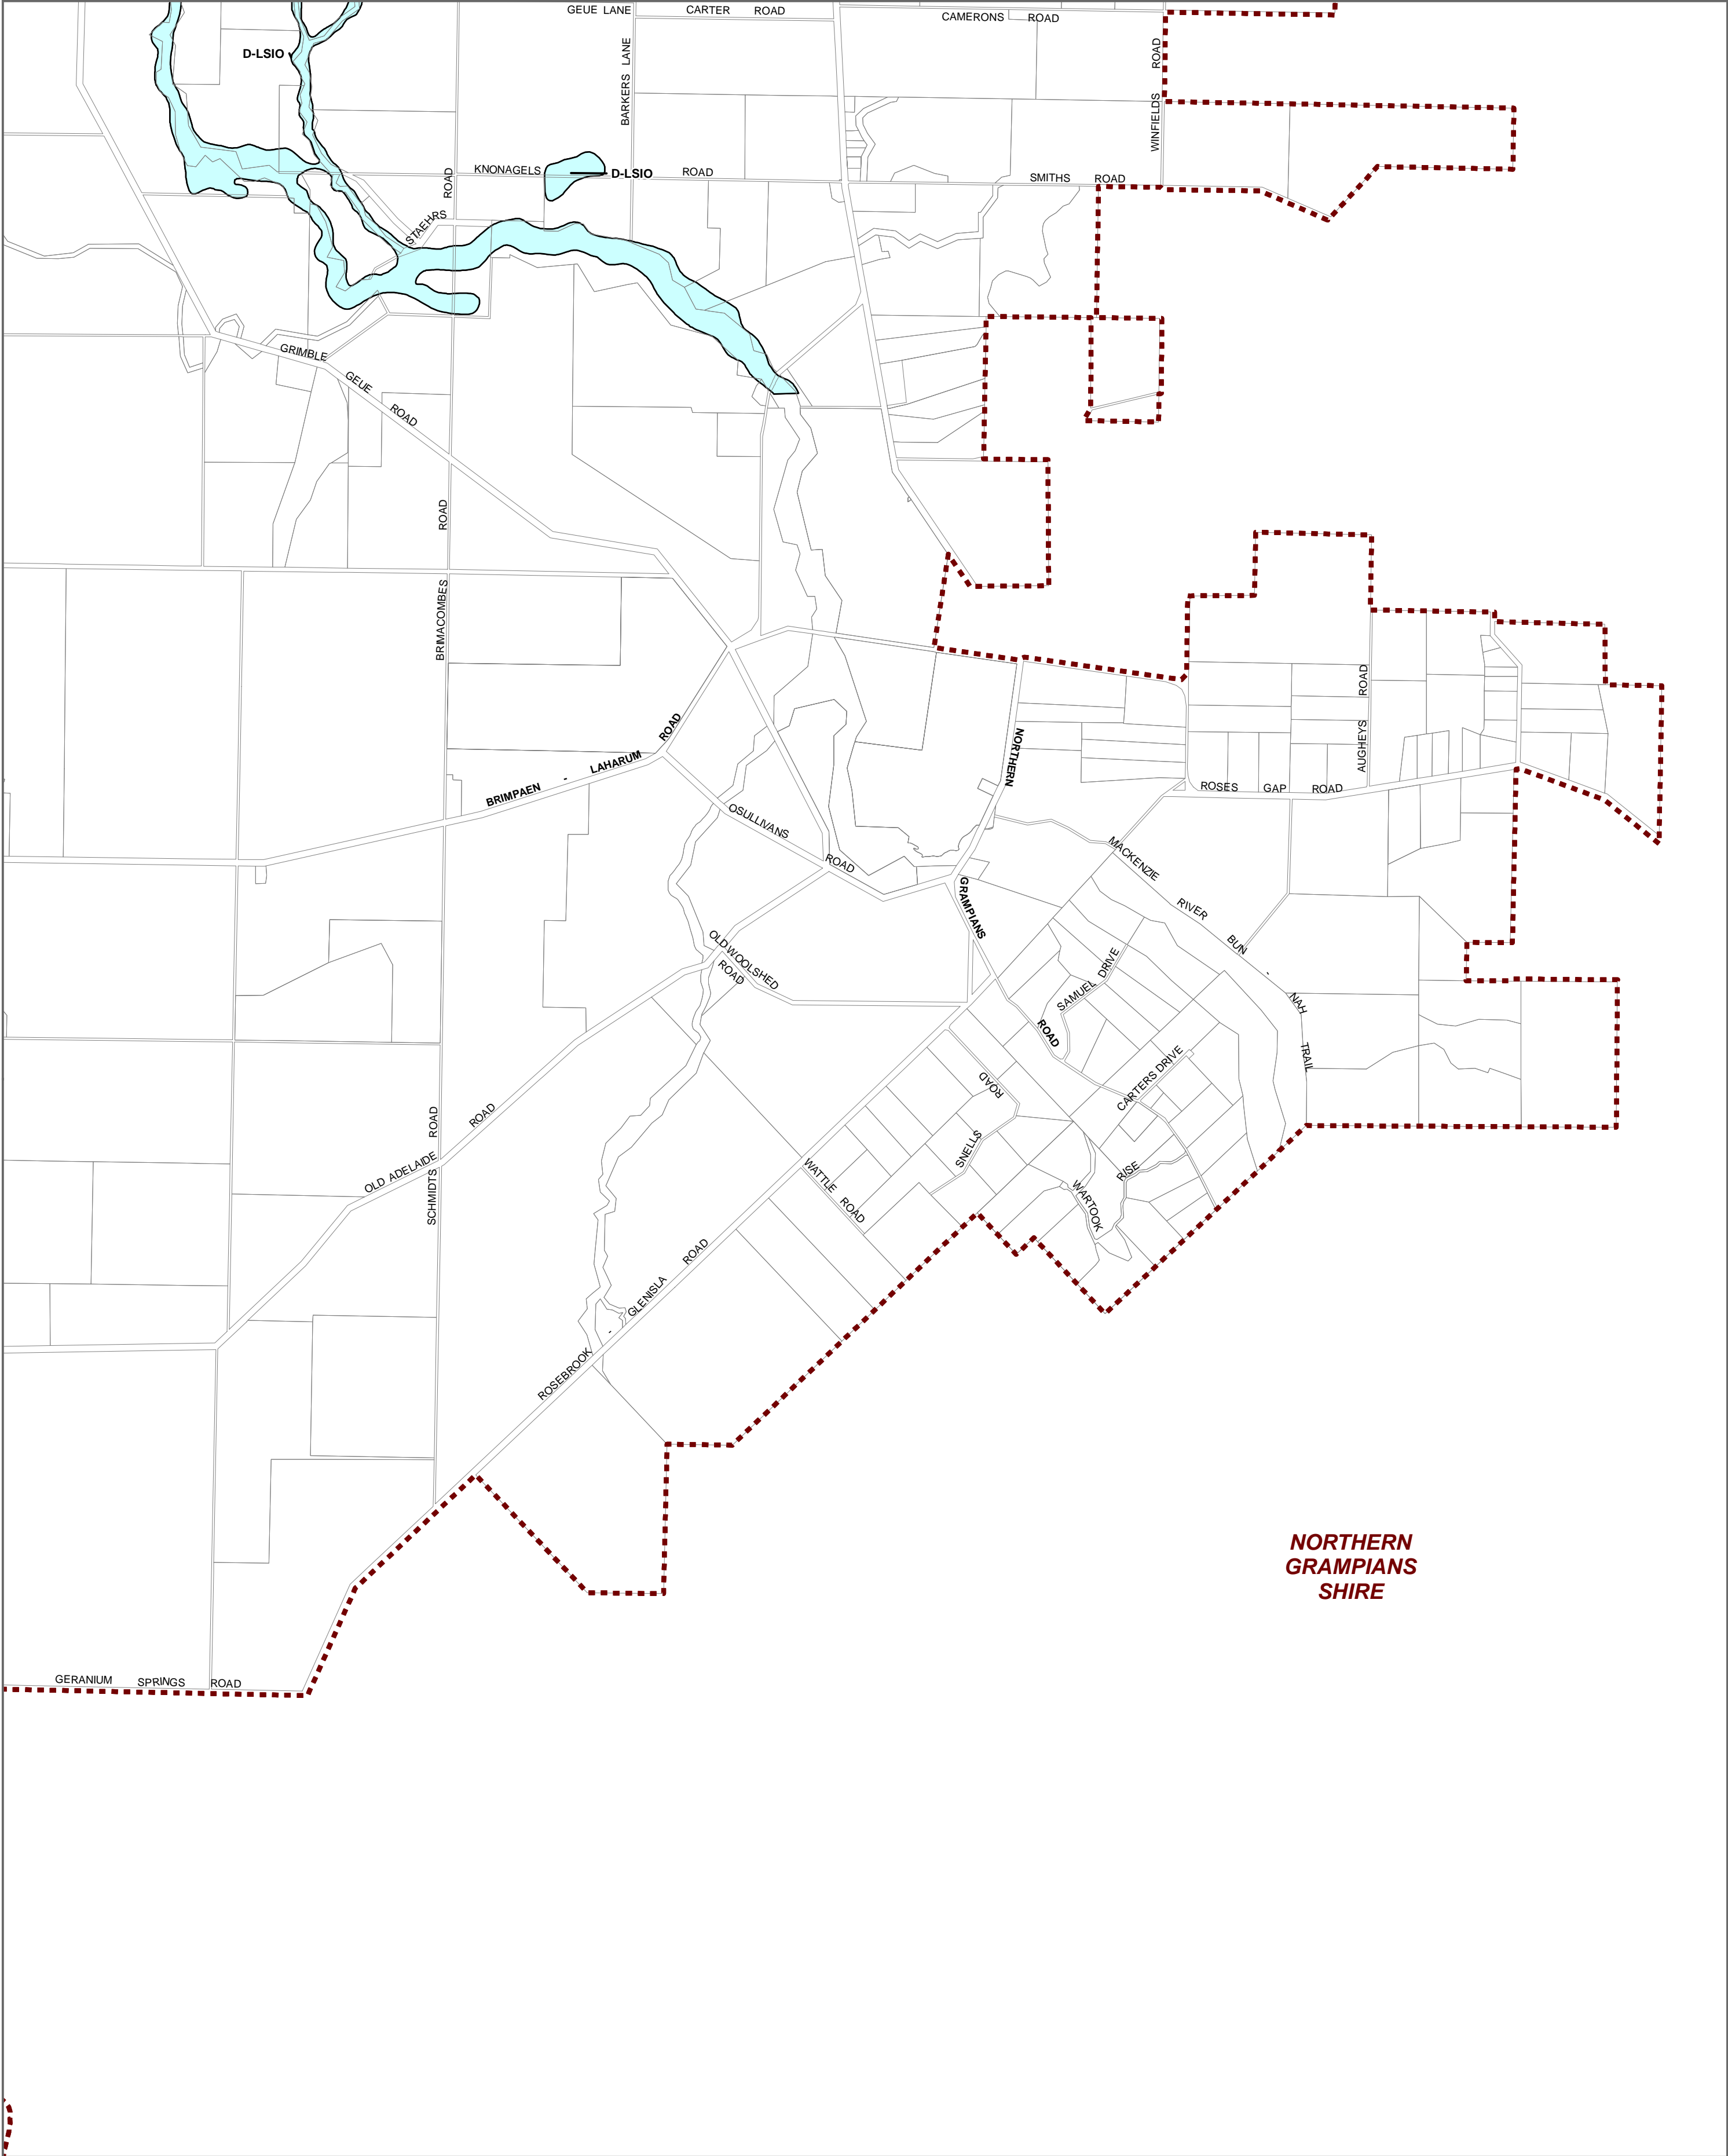 GEUE LANE
CARTER ROAD
CAMERONS ROAD
D-LSIO
BARKERS LANE
WINFIELDS ROAD
KNONAGELS ROAD
D-LSIO
SMITHS ROAD
ROAD
STAEHRS
GRIMBLE
GEUE
ROAD
ROAD
BRIMACOMBES
AUGHEYS ROAD
BRIMPAEN - LAHARUM ROAD
NORTHERN
ROSES GAP ROAD
OSULLIVANS
ROAD
MACKENZIE
RIVER
BUN
-
NAH
TRAIL
GRAMPIANS
ROAD
OLD WOOLSHED
ROAD
SAMUEL DRIVE
CARTERS DRIVE
ROAD
SNELLS
OLD ADELAIDE ROAD
SCHMIDTS ROAD
WATTLE ROAD
WARTOOK
RISE
ROSEBROOK - GLENISLA ROAD
NORTHERN
GRAMPIANS
SHIRE
GERANIUM SPRINGS ROAD